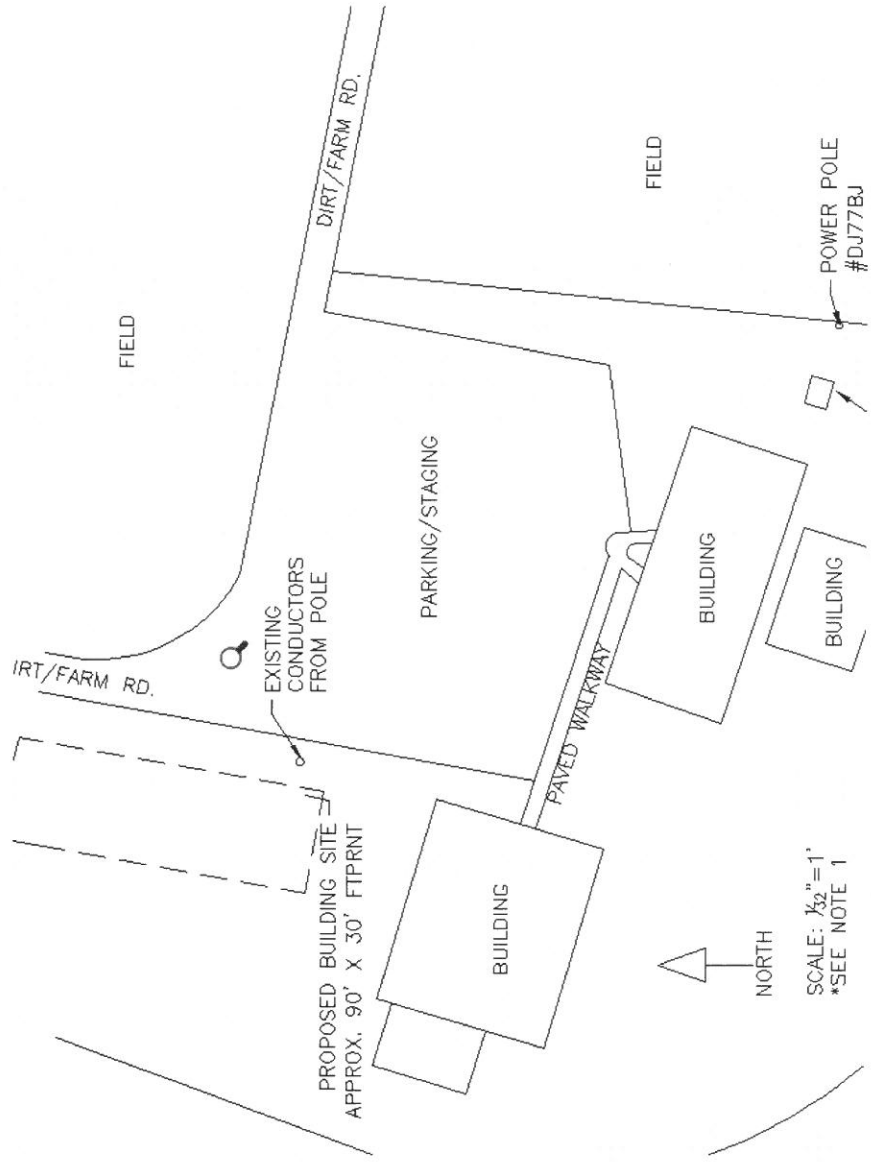 FIELD
DIRT/FARM RD.
FIELD
IRT/FARM RD.
EXISTING
CONDUCTORS
FROM POLE
PARKING/STAGING
POWER POLE
#DJ77BJ
PROPOSED BUILDING SITE
APPROX. 90' X 30' FTPRNT
PAVED WALKWAY
BUILDING
BUILDING
BUILDING
NORTH
SCALE: 1/32"=1'
*SEE NOTE 1